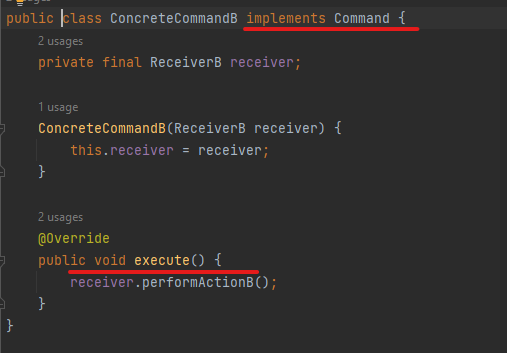 public class ConcreteCommandB implements Command {
2 usages
private final ReceiverB receiver;
1 usage
ConcreteCommandB(ReceiverB receiver) {
this.receiver = receiver;
}
2 usages
@Override
public void execute() {
receiver.performActionB();
}
}